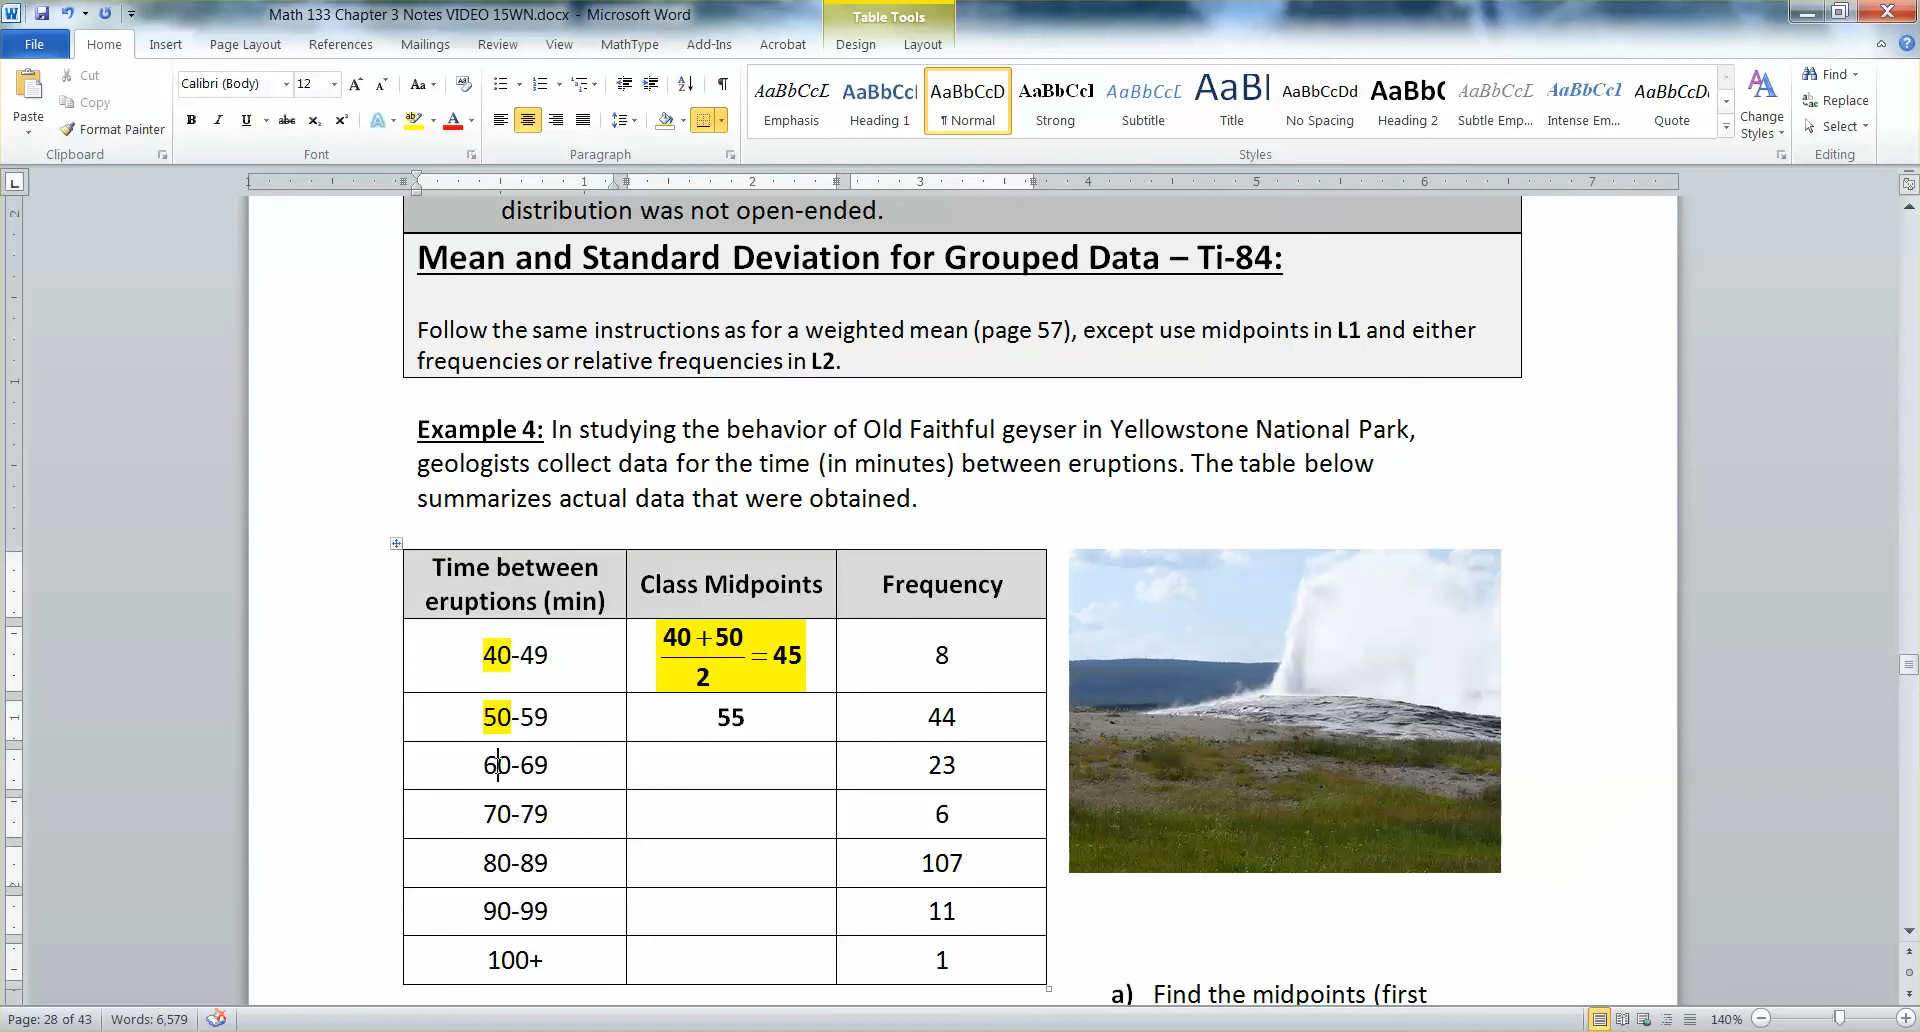 Math 133 Chapter 3 Notes VIDEO 15WN.docx - Microsoft Word
Table Tools
File Home Insert Page Layout References Mailings Review View MathType Add-Ins Acrobat Design Layout
Paste
Cut
Copy
Format Painter
Clipboard
Calibri (Body) 12
Font
Paragraph
AaBbCcL AaBbCcI AaBbCcD AaBbCcI AaBbCcL AaBI AaBbCcDd AaBbC AaBbCcL AaBbCcI AaBbCcD
Emphasis Heading 1 ¶ Normal Strong Subtitle Title No Spacing Heading 2 Subtle Emp... Intense Em... Quote
Change Styles
Styles
Find
Replace
Select
Editing
1 1 2 3 4 5 6 7
distribution was not open-ended.
Mean and Standard Deviation for Grouped Data – Ti-84:
Follow the same instructions as for a weighted mean (page 57), except use midpoints in L1 and either
frequencies or relative frequencies in L2.
Example 4: In studying the behavior of Old Faithful geyser in Yellowstone National Park,
geologists collect data for the time (in minutes) between eruptions. The table below
summarizes actual data that were obtained.
Time between eruptions (min) Class Midpoints Frequency
40-49 40 + 50 / 2 = 45 8
50-59 55 44
60-69 23
70-79 6
80-89 107
90-99 11
100+ 1
a) Find the midpoints (first
Page: 28 of 43 Words: 6,579 140%